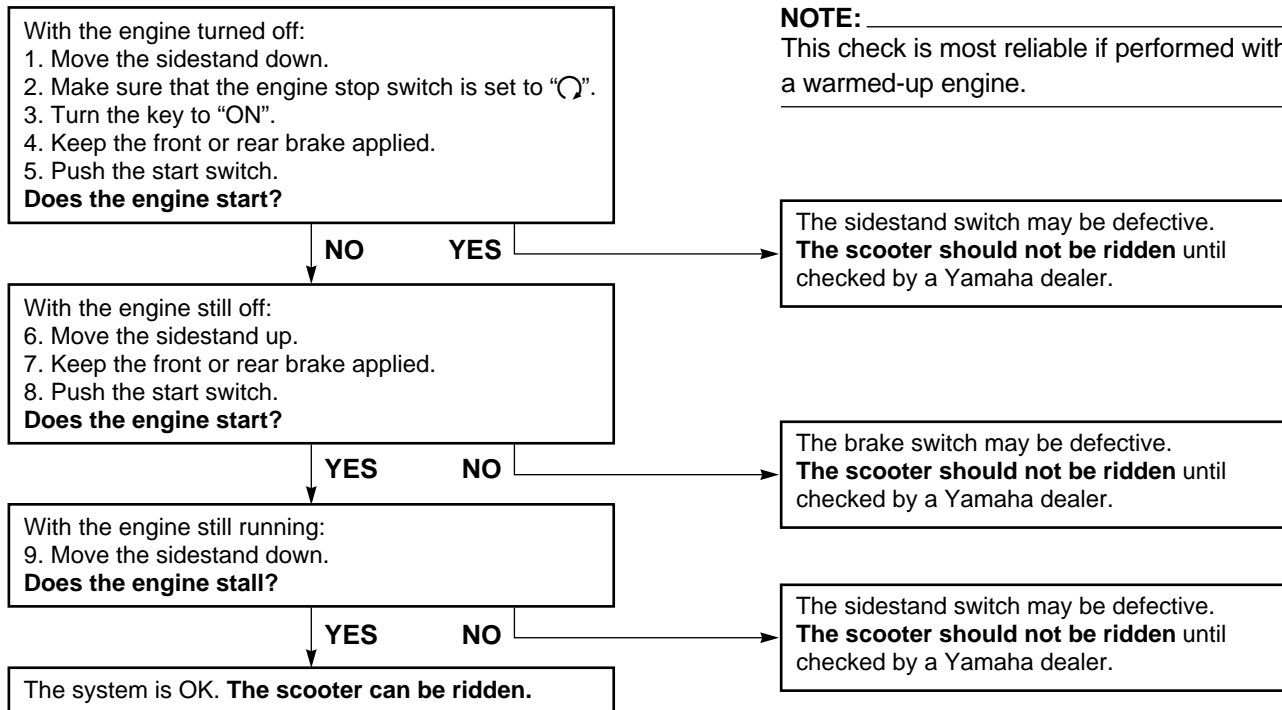 With the engine turned off:
1. Move the sidestand down.
2. Make sure that the engine stop switch is set to “”.
3. Turn the key to “ON”.
4. Keep the front or rear brake applied.
5. Push the start switch.
Does the engine start?
NOTE:
This check is most reliable if performed with
a warmed-up engine.
NO YES
The sidestand switch may be defective.
The scooter should not be ridden until
checked by a Yamaha dealer.
With the engine still off:
6. Move the sidestand up.
7. Keep the front or rear brake applied.
8. Push the start switch.
Does the engine start?
YES NO
The brake switch may be defective.
The scooter should not be ridden until
checked by a Yamaha dealer.
With the engine still running:
9. Move the sidestand down.
Does the engine stall?
YES NO
The sidestand switch may be defective.
The scooter should not be ridden until
checked by a Yamaha dealer.
The system is OK. The scooter can be ridden.